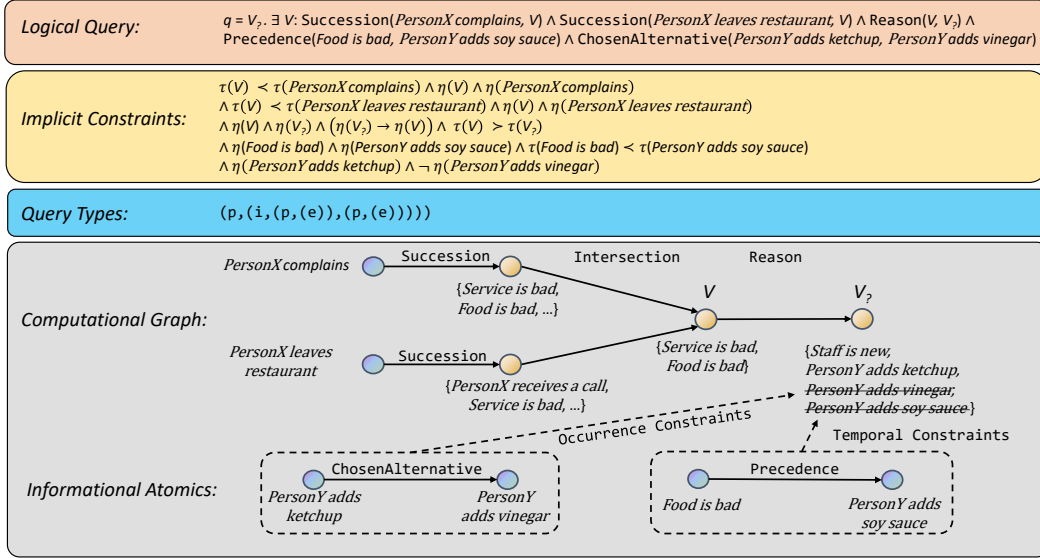 Logical Query:
q = V?. ∃ V: Succession(PersonX complains, V) ∧ Succession(PersonX leaves restaurant, V) ∧ Reason(V, V?) ∧
Precedence(Food is bad, PersonY adds soy sauce) ∧ ChosenAlternative(PersonY adds ketchup, PersonY adds vinegar)
Implicit Constraints:
τ(V) ≺ τ(PersonX complains) ∧ η(V) ∧ η(PersonX complains)
∧ τ(V) ≺ τ(PersonX leaves restaurant) ∧ η(V) ∧ η(PersonX leaves restaurant)
∧ η(V) ∧ η(V?) ∧ (η(V?) → η(V)) ∧ τ(V) ≻ τ(V?)
∧ η(Food is bad) ∧ η(PersonY adds soy sauce) ∧ τ(Food is bad) ≺ τ(PersonY adds soy sauce)
∧ η(PersonY adds ketchup) ∧ ¬ η(PersonY adds vinegar)
Query Types:
(p,(i,(p,(e)),(p,(e)))))
Computational Graph:
PersonX complains
Succession
Intersection
Reason
{Service is bad,
Food is bad, ...}
V
V?
PersonX leaves
restaurant
Succession
{PersonX receives a call,
Service is bad, ...}
{Service is bad,
Food is bad}
{Staff is new,
PersonY adds ketchup,
PersonY adds vinegar,
PersonY adds soy sauce}
Occurrence Constraints
Temporal Constraints
Informational Atomics:
ChosenAlternative
PersonY adds
ketchup
PersonY
adds vinegar
Precedence
Food is bad
PersonY adds
soy sauce